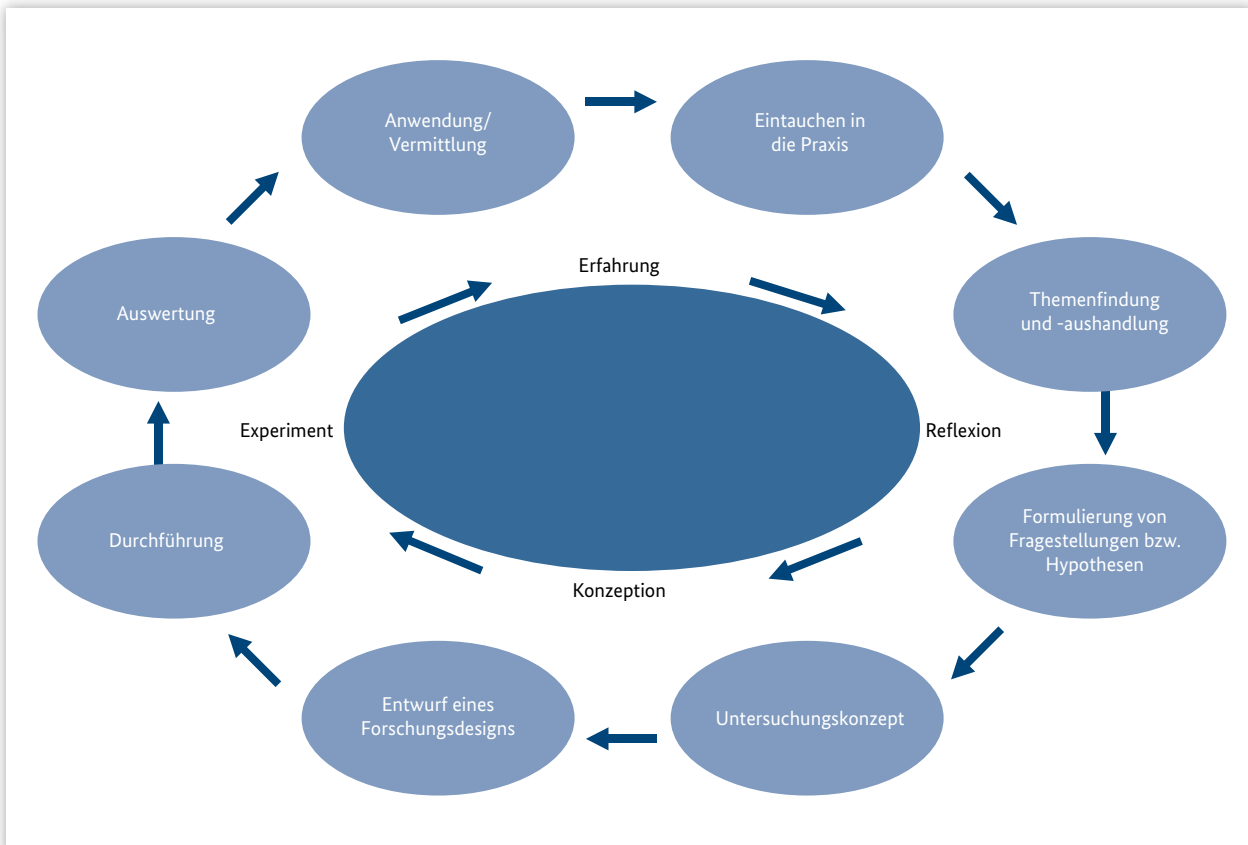 Anwendung/
Vermittlung
Eintauchen in
die Praxis
Erfahrung
Auswertung
Themenfindung
und -aushandlung
Experiment
Reflexion
Durchführung
Formulierung von
Fragestellungen bzw.
Hypothesen
Konzeption
Entwurf eines
Forschungsdesigns
Untersuchungskonzept